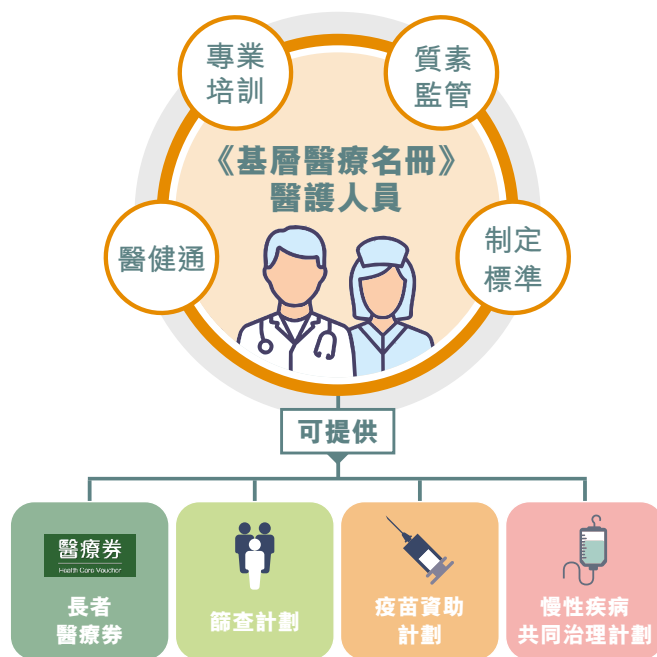 專業
培訓
質素
監管
《基層醫療名冊》
醫護人員
醫健通
制定
標準
可提供
醫療券
Health Care Voucher
長者
醫療券
篩查計劃
疫苗資助
計劃
慢性疾病
共同治理計劃